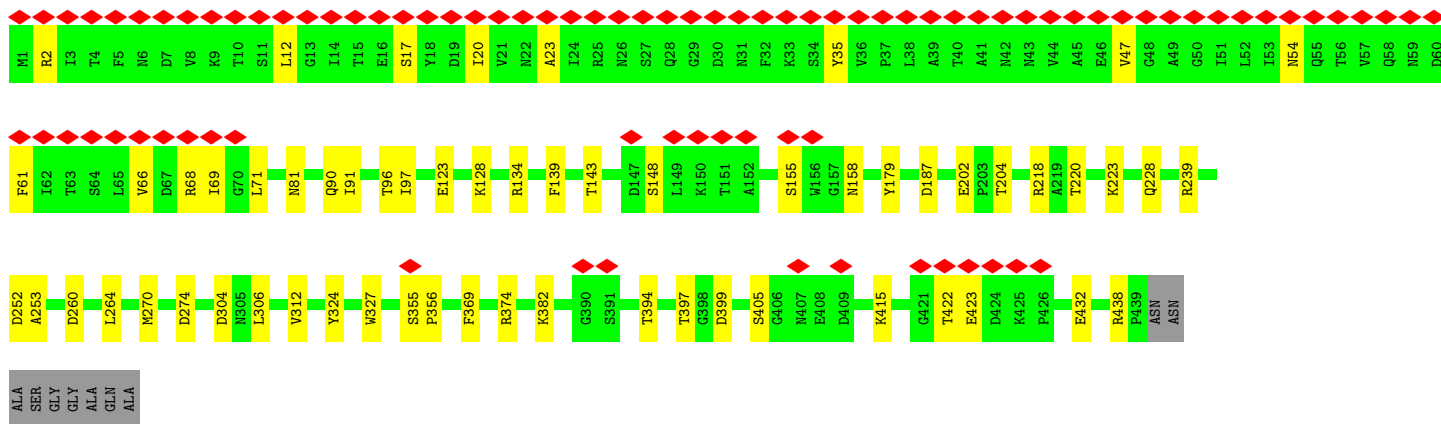 M1 R2 I3 T4 F5 N6 D7 V8 K9 T10 S11 L12 G13 I14 T15 E16 S17 Y18 D19 I20 V21 N22 A23 I24 R25 N26 S27 Q28 G29 D30 N31 F32 K33 S34 Y35 V36 P37 L38 A39 T40 A41 N42 N43 V44 A45 E46 V47 G48 A49 G50 I51 L52 I53 N54 Q55 T56 V57 Q58 N59 D60
F61 I62 T63 S64 L65 V66 D67 R68 I69 G70 L71 N81 Q90 I91 T96 I97 E123 K128 R134 F139 T143 D147 S148 L149 K150 T151 A152 S155 W156 G157 N158 Y179 D187 E202 P203 T204 R218 A219 T220 K223 Q228 R239
D252 A253 D260 L264 M270 D274 D304 N305 L306 V312 Y324 W327 S355 P356 F369 R374 K382 G390 S391 T394 T397 G398 D399 S405 G406 N407 E408 D409 K415 G421 T422 E423 D424 K425 P426 E432 R438 P439 ASN ASN
ALA SER GLY GLY ALA GLN ALA